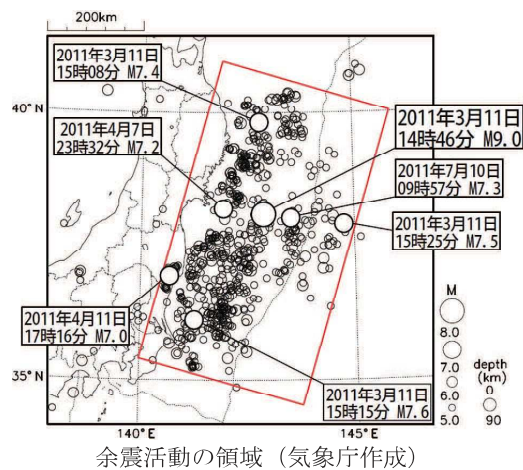 200km
2011年3月11日
15時08分 M7.4
40°N
2011年4月7日
23時32分 M7.2
2011年3月11日
14時46分 M9.0
2011年7月10日
09時57分 M7.3
2011年3月11日
15時25分 M7.5
2011年4月11日
17時16分 M7.0
2011年3月11日
15時15分 M7.6
35°N
140°E
145°E
M
8.0
7.0
6.0
5.0
depth
(km)
0
90
余震活動の領域（気象庁作成）